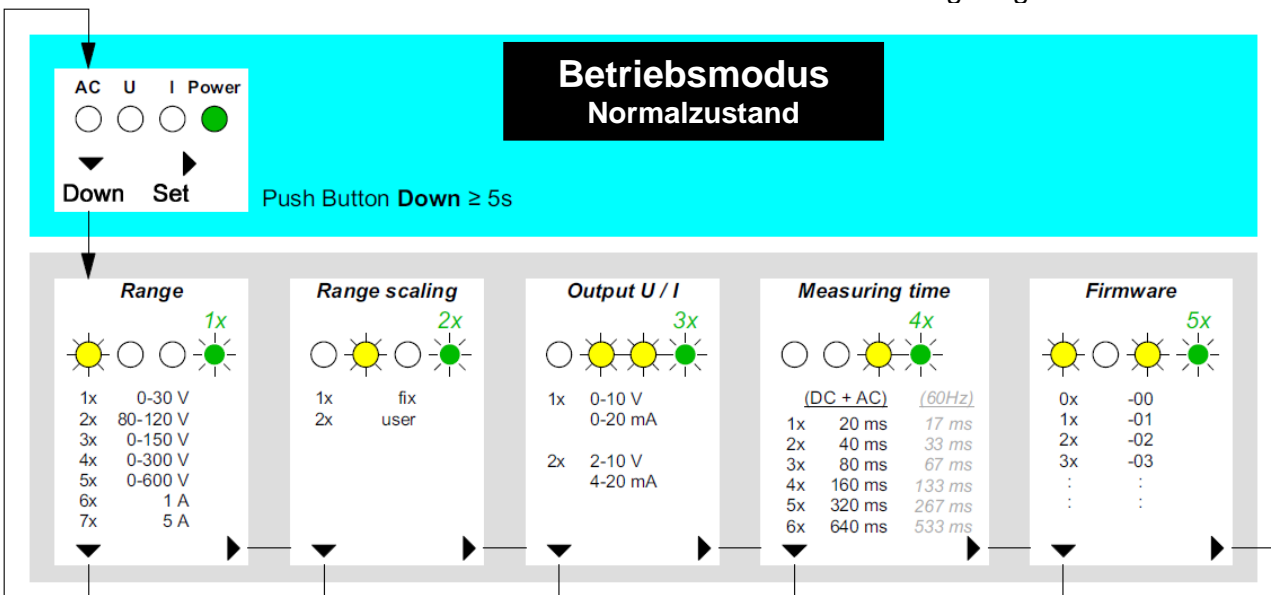 Betriebsmodus
Normalzustand
AC U I Power
Down Set
Push Button Down ≥ 5s
Range
1x
1x 0-30 V
2x 80-120 V
3x 0-150 V
4x 0-300 V
5x 0-600 V
6x 1 A
7x 5 A
Range scaling
2x
1x fix
2x user
Output U / I
3x
1x 0-10 V
0-20 mA
2x 2-10 V
4-20 mA
Measuring time
4x
(DC + AC) (60Hz)
1x 20 ms 17 ms
2x 40 ms 33 ms
3x 80 ms 67 ms
4x 160 ms 133 ms
5x 320 ms 267 ms
6x 640 ms 533 ms
Firmware
5x
0x -00
1x -01
2x -02
3x -03
: :
: :